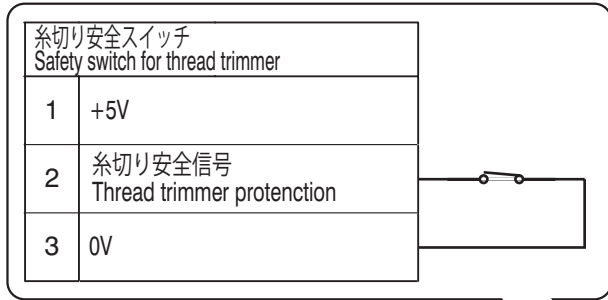 糸切り安全スイッチ
Safety switch for thread trimmer
1 +5V
2 糸切り安全信号
Thread trimmer protenction
3 0V